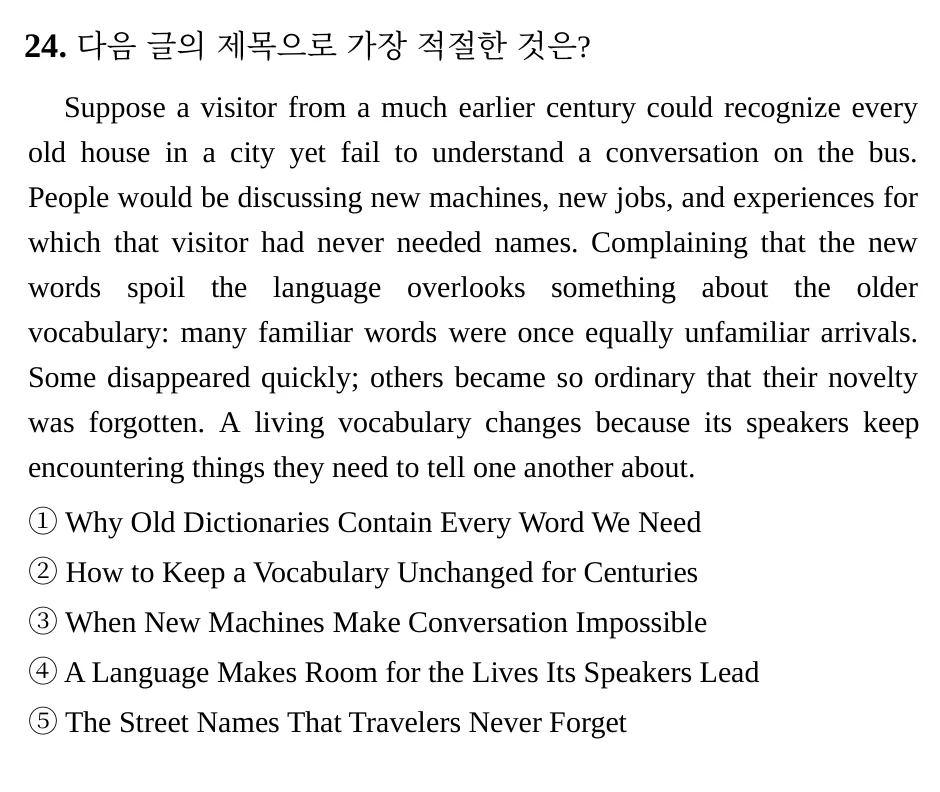 24. 다음 글의 제목으로 가장 적절한 것은?
Suppose a visitor from a much earlier century could recognize every
old house in a city yet fail to understand a conversation on the bus.
People would be discussing new machines, new jobs, and experiences for
which that visitor had never needed names. Complaining that the new
words spoil the language overlooks something about the older
vocabulary: many familiar words were once equally unfamiliar arrivals.
Some disappeared quickly; others became so ordinary that their novelty
was forgotten. A living vocabulary changes because its speakers keep
encountering things they need to tell one another about.
① Why Old Dictionaries Contain Every Word We Need
② How to Keep a Vocabulary Unchanged for Centuries
③ When New Machines Make Conversation Impossible
④ A Language Makes Room for the Lives Its Speakers Lead
⑤ The Street Names That Travelers Never Forget